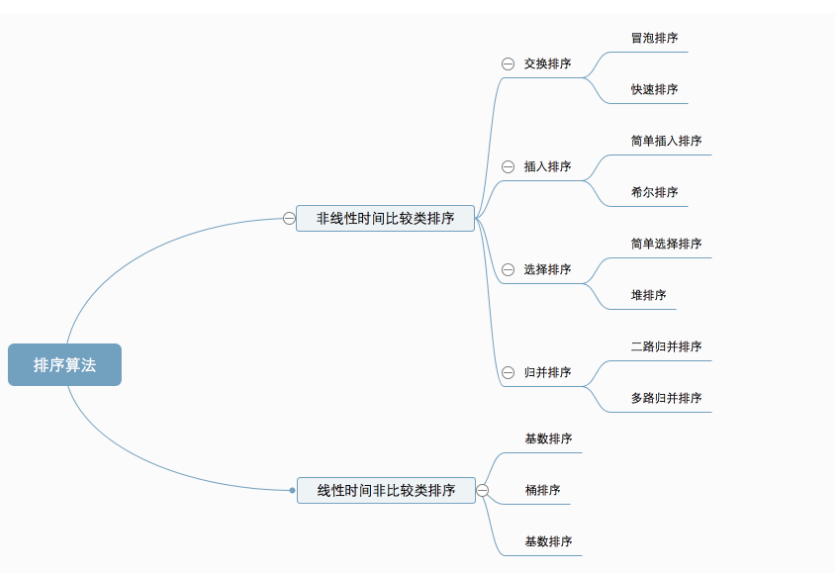 排序算法
非线性时间比较类排序
交换排序
冒泡排序
快速排序
插入排序
简单插入排序
希尔排序
选择排序
简单选择排序
堆排序
归并排序
二路归并排序
多路归并排序
线性时间非比较类排序
基数排序
桶排序
基数排序